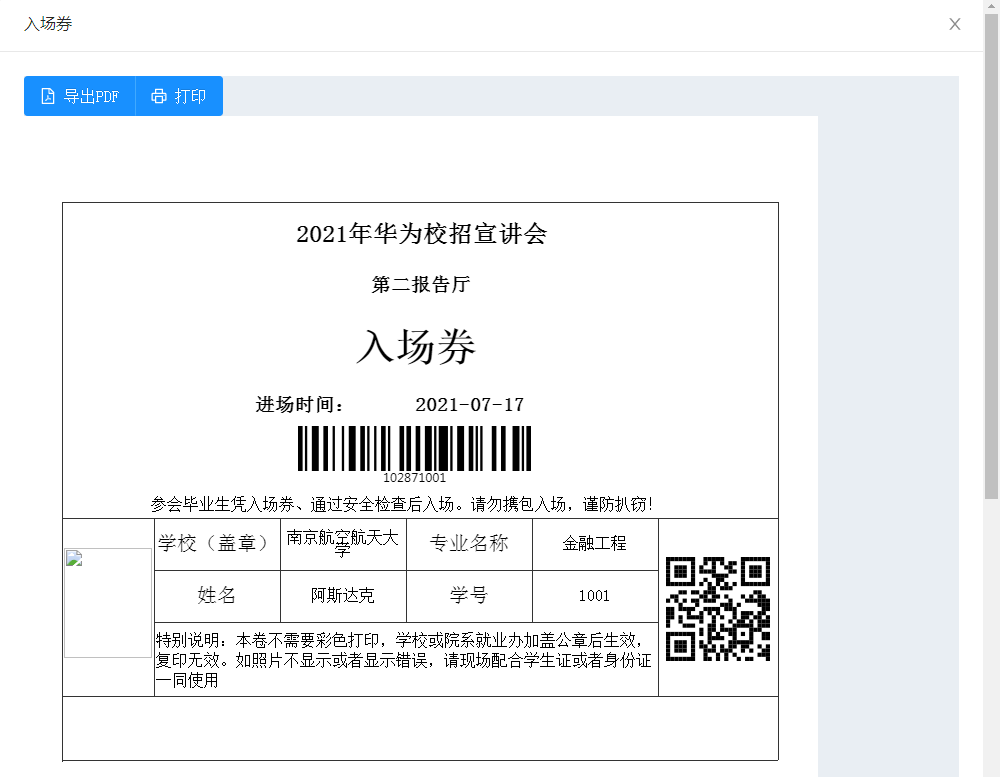 入场券
导出PDF 打印
2021年华为校招宣讲会
第二报告厅
入场券
进场时间： 2021-07-17
102871001
参会毕业生凭入场券、通过安全检查后入场。请勿携包入场，谨防扒窃！
学校（盖章） 南京航空航天大学 专业名称 金融工程
姓名 阿斯达克 学号 1001
特别说明：本卷不需要彩色打印，学校或院系就业办加盖公章后生效，
复印无效。如照片不显示或者显示错误，请现场配合学生证或者身份证
一同使用